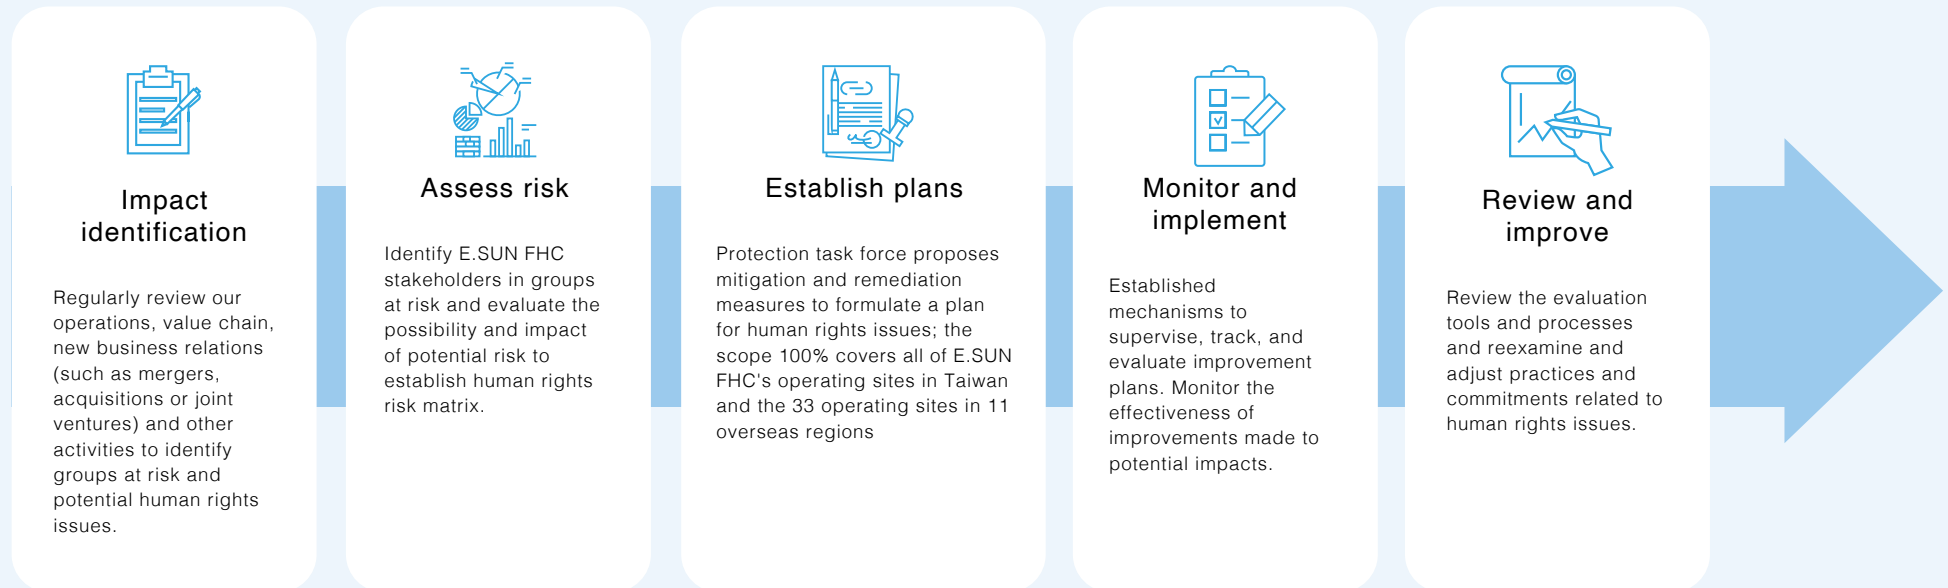 Impact
identification
Regularly review our
operations, value chain,
new business relations
(such as mergers,
acquisitions or joint
ventures) and other
activities to identify
groups at risk and
potential human rights
issues.
Assess risk
Identify E.SUN FHC
stakeholders in groups
at risk and evaluate the
possibility and impact
of potential risk to
establish human rights
risk matrix.
Establish plans
Protection task force proposes
mitigation and remediation
measures to formulate a plan
for human rights issues; the
scope 100% covers all of E.SUN
FHC's operating sites in Taiwan
and the 33 operating sites in 11
overseas regions
Monitor and
implement
Established
mechanisms to
supervise, track, and
evaluate improvement
plans. Monitor the
effectiveness of
improvements made to
potential impacts.
Review and
improve
Review the evaluation
tools and processes
and reexamine and
adjust practices and
commitments related to
human rights issues.